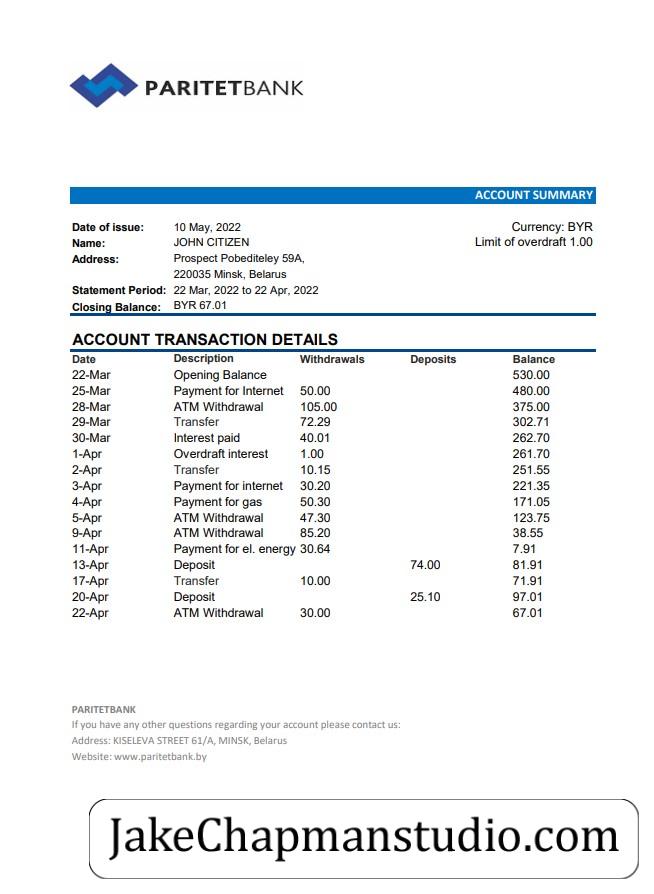 PARITETBANK
ACCOUNT SUMMARY
Date of issue: 10 May, 2022 Currency: BYR
Name: JOHN CITIZEN Limit of overdraft 1.00
Address: Prospect Pobediteley 59A,
220035 Minsk, Belarus
Statement Period: 22 Mar, 2022 to 22 Apr, 2022
Closing Balance: BYR 67.01
ACCOUNT TRANSACTION DETAILS
Date Description Withdrawals Deposits Balance
22-Mar Opening Balance 530.00
25-Mar Payment for Internet 50.00 480.00
28-Mar ATM Withdrawal 105.00 375.00
29-Mar Transfer 72.29 302.71
30-Mar Interest paid 40.01 262.70
1-Apr Overdraft interest 1.00 261.70
2-Apr Transfer 10.15 251.55
3-Apr Payment for internet 30.20 221.35
4-Apr Payment for gas 50.30 171.05
5-Apr ATM Withdrawal 47.30 123.75
9-Apr ATM Withdrawal 85.20 38.55
11-Apr Payment for el. energy 30.64 7.91
13-Apr Deposit 74.00 81.91
17-Apr Transfer 10.00 71.91
20-Apr Deposit 25.10 97.01
22-Apr ATM Withdrawal 30.00 67.01
PARITETBANK
If you have any other questions regarding your account please contact us:
Address: KISELEVA STREET 61/A, MINSK, Belarus
Website: www.paritetbank.by
JakeChapmanstudio.com